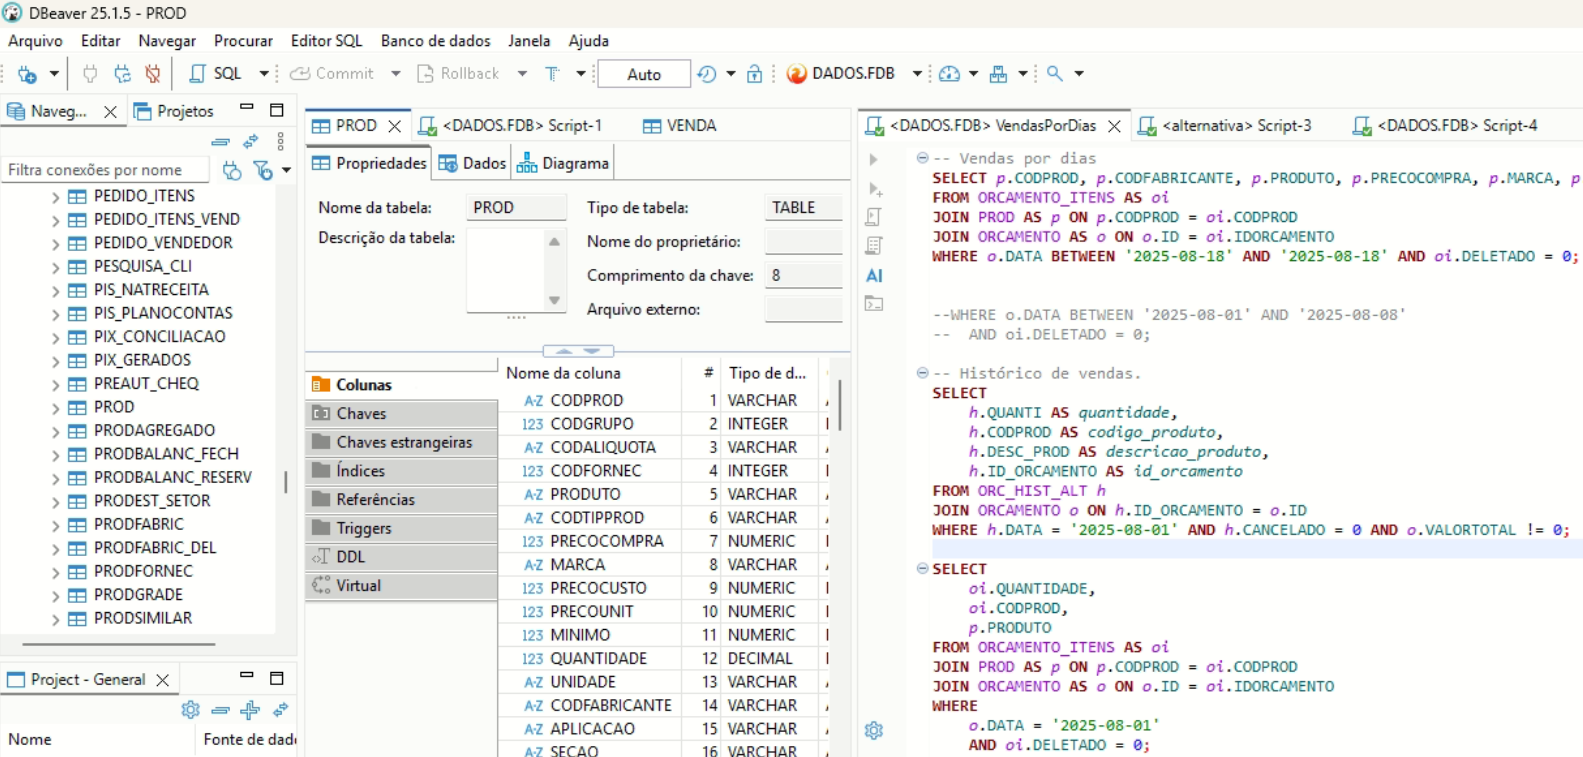 DBeaver 25.1.5 - PROD
Arquivo Editar Navegar Procurar Editor SQL Banco de dados Janela Ajuda
SQL Commit Rollback T Auto DADOS.FDB
Naveg... Projetos
Filtra conexões por nome
PEDIDO_ITENS
PEDIDO_ITENS_VEND
PEDIDO_VENDEDOR
PESQUISA_CLI
PIS_NATRECEITA
PIS_PLANOCONTAS
PIX_CONCILIACAO
PIX_GERADOS
PREAUT_CHEQ
PROD
PRODAGREGADO
PRODBALANC_FECH
PRODBALANC_RESERV
PRODEST_SETOR
PRODFABRIC
PRODFABRIC_DEL
PRODFORNEC
PRODGRADE
PRODSIMILAR
Project - General
Nome Fonte de dad
PROD <DADOS.FDB> Script-1 VENDA
Propriedades Dados Diagrama
Nome da tabela: PROD Tipo de tabela: TABLE
Descrição da tabela: Nome do proprietário:
Comprimento da chave: 8
Arquivo externo:
Colunas
Chaves
Chaves estrangeiras
Índices
Referências
Triggers
DDL
Virtual
Nome da coluna # Tipo de d...
A-Z CODPROD 1 VARCHAR
123 CODGRUPO 2 INTEGER
A-Z CODALIQUOTA 3 VARCHAR
123 CODFORNEC 4 INTEGER
A-Z PRODUTO 5 VARCHAR
A-Z CODTIPPROD 6 VARCHAR
123 PRECOCOMPRA 7 NUMERIC
A-Z MARCA 8 VARCHAR
123 PRECOCUSTO 9 NUMERIC
123 PRECOUNIT 10 NUMERIC
123 MINIMO 11 NUMERIC
123 QUANTIDADE 12 DECIMAL
A-Z UNIDADE 13 VARCHAR
A-Z CODFABRICANTE 14 VARCHAR
A-Z APLICACAO 15 VARCHAR
A-Z SECAO 16 VARCHAR
<DADOS.FDB> VendasPorDias <alternativa> Script-3 <DADOS.FDB> Script-4
AI
-- Vendas por dias
SELECT p.CODPROD, p.CODFABRICANTE, p.PRODUTO, p.PRECOCOMPRA, p.MARCA, p
FROM ORCAMENTO_ITENS AS oi
JOIN PROD AS p ON p.CODPROD = oi.CODPROD
JOIN ORCAMENTO AS o ON o.ID = oi.IDORCAMENTO
WHERE o.DATA BETWEEN '2025-08-18' AND '2025-08-18' AND oi.DELETADO = 0;
--WHERE o.DATA BETWEEN '2025-08-01' AND '2025-08-08'
-- AND oi.DELETADO = 0;
-- Histórico de vendas.
SELECT
h.QUANTI AS quantidade,
h.CODPROD AS codigo_produto,
h.DESC_PROD AS descricao_produto,
h.ID_ORCAMENTO AS id_orcamento
FROM ORC_HIST_ALT h
JOIN ORCAMENTO o ON h.ID_ORCAMENTO = o.ID
WHERE h.DATA = '2025-08-01' AND h.CANCELADO = 0 AND o.VALORTOTAL != 0;
SELECT
oi.QUANTIDADE,
oi.CODPROD,
p.PRODUTO
FROM ORCAMENTO_ITENS AS oi
JOIN PROD AS p ON p.CODPROD = oi.CODPROD
JOIN ORCAMENTO AS o ON o.ID = oi.IDORCAMENTO
WHERE
o.DATA = '2025-08-01'
AND oi.DELETADO = 0;